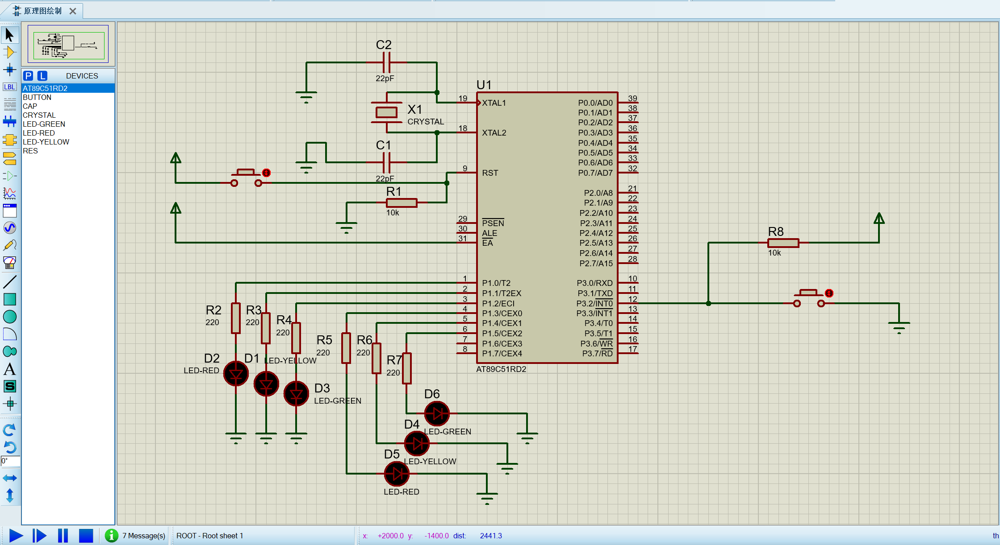 原理图绘制
P L DEVICES
AT89C51RD2
BUTTON
CAP
CRYSTAL
LED-GREEN
LED-RED
LED-YELLOW
RES
LBL
A
S
0°
C2
22pF
X1
CRYSTAL
C1
22pF
R1
10k
U1
19 XTAL1
18 XTAL2
9 RST
29 PSEN
30 ALE
31 EA
1 P1.0/T2
2 P1.1/T2EX
3 P1.2/ECI
4 P1.3/CEX0
5 P1.4/CEX1
6 P1.5/CEX2
7 P1.6/CEX3
8 P1.7/CEX4
P0.0/AD0 39
P0.1/AD1 38
P0.2/AD2 37
P0.3/AD3 36
P0.4/AD4 35
P0.5/AD5 34
P0.6/AD6 33
P0.7/AD7 32
P2.0/A8 21
P2.1/A9 22
P2.2/A10 23
P2.3/A11 24
P2.4/A12 25
P2.5/A13 26
P2.6/A14 27
P2.7/A15 28
P3.0/RXD 10
P3.1/TXD 11
P3.2/INT0 12
P3.3/INT1 13
P3.4/T0 14
P3.5/T1 15
P3.6/WR 16
P3.7/RD 17
AT89C51RD2
R8
10k
R2
220
R3
220
R4
220
R5
220
R6
220
R7
220
D2
LED-RED
D1
LED-YELLOW
D3
LED-GREEN
D6
LED-GREEN
D4
LED-YELLOW
D5
LED-RED
7 Message(s)
ROOT - Root sheet 1
x: +2000.0 y: -1400.0 dist: 2441.3
th